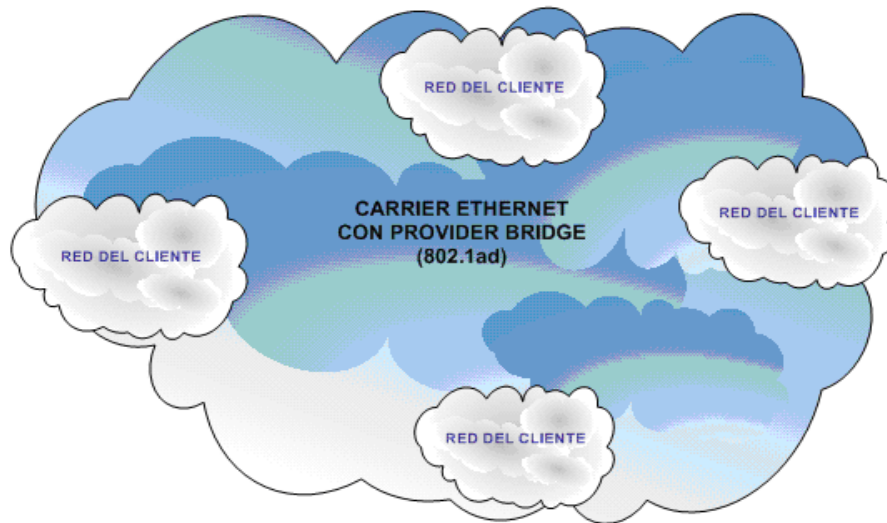 RED DEL CLIENTE
RED DEL CLIENTE
CARRIER ETHERNET
CON PROVIDER BRIDGE
(802.1ad)
RED DEL CLIENTE
RED DEL CLIENTE